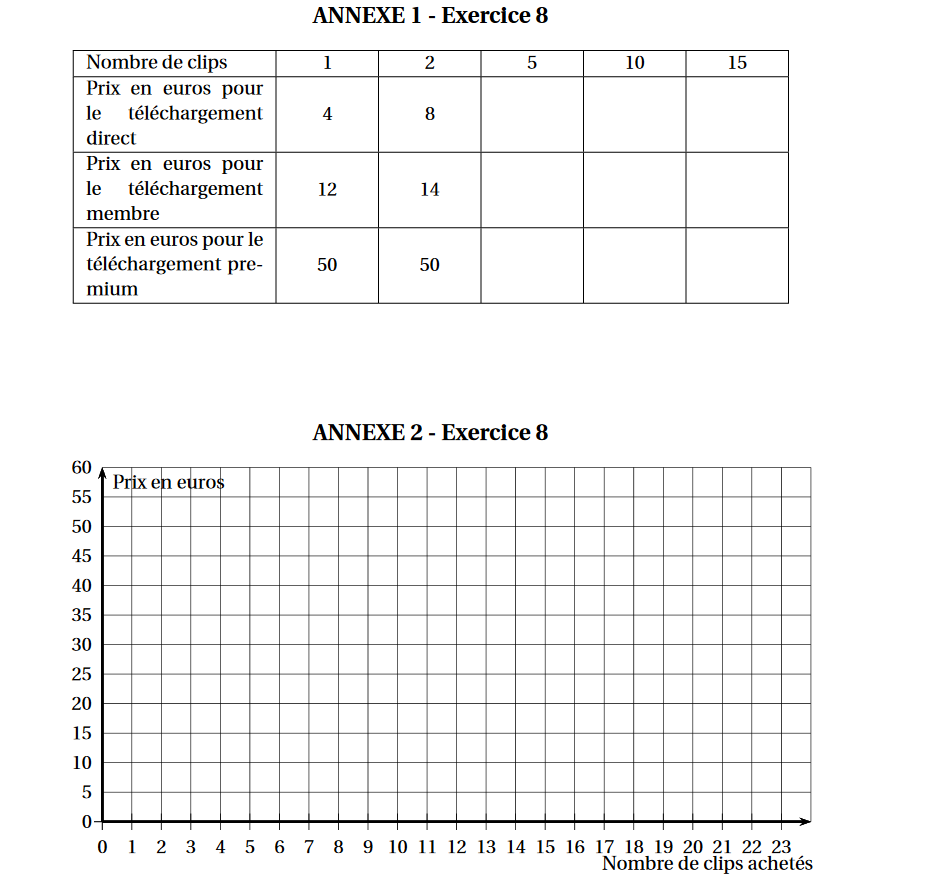 ANNEXE 1 - Exercice 8
Nombre de clips 1 2 5 10 15
Prix en euros pour
le téléchargement
direct
4 8
Prix en euros pour
le téléchargement
membre
12 14
Prix en euros pour le
téléchargement pre-
mium
50 50
ANNEXE 2 - Exercice 8
Prix en euros
60
55
50
45
40
35
30
25
20
15
10
5
0
0 1 2 3 4 5 6 7 8 9 10 11 12 13 14 15 16 17 18 19 20 21 22 23
Nombre de clips achetés